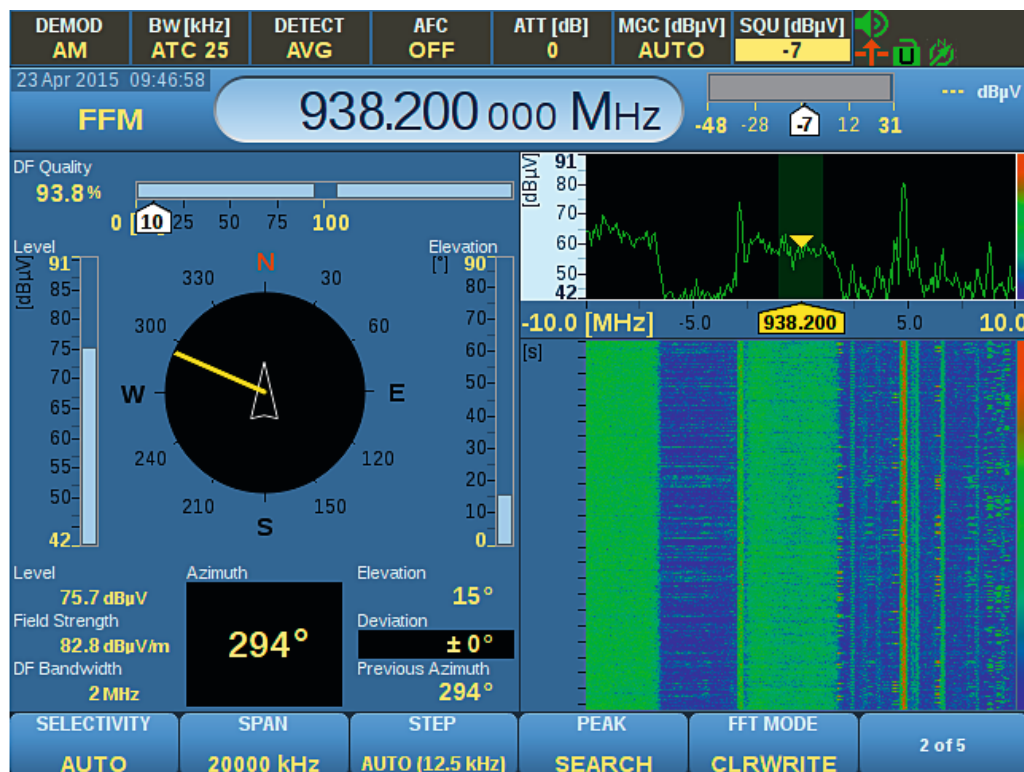 DEMOD BW [kHz] DETECT AFC ATT [dB] MGC [dBµV] SQU [dBµV]
AM ATC 25 AVG OFF 0 AUTO -7
23 Apr 2015 09:46:58
FFM
938.200 000 MHz
--- dBµV
-48 -28 -7 12 31
DF Quality
93.8%
0 [ 10 25 50 75 100
Level
[dBµV]
91
85
80
75
70
65
60
55
50
42
N
30
60
E
120
150
S
210
240
W
300
330
Elevation
[°]
90
80
70
60
50
40
30
20
10
0
[dBµV]
91
80
70
60
50
42
-10.0 [MHz] -5.0 938.200 5.0 10.0
[s]
Level
75.7 dBµV
Field Strength
82.8 dBµV/m
DF Bandwidth
2 MHz
Azimuth
294°
Elevation
15°
Deviation
± 0°
Previous Azimuth
294°
SELECTIVITY SPAN STEP PEAK FFT MODE
AUTO 20000 kHz AUTO (12.5 kHz) SEARCH CLRWRITE
2 of 5